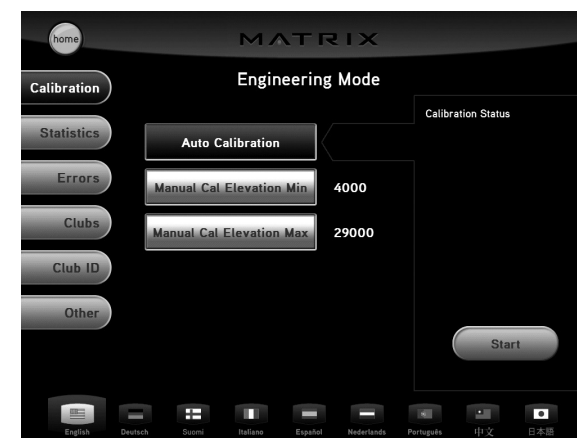 home
MATRIX
Engineering Mode
Calibration
Statistics
Errors
Clubs
Club ID
Other
Auto Calibration
Manual Cal Elevation Min 4000
Manual Cal Elevation Max 29000
Calibration Status
Start
English Deutsch Suomi Italiano Español Nederlands Português 中文 日本語